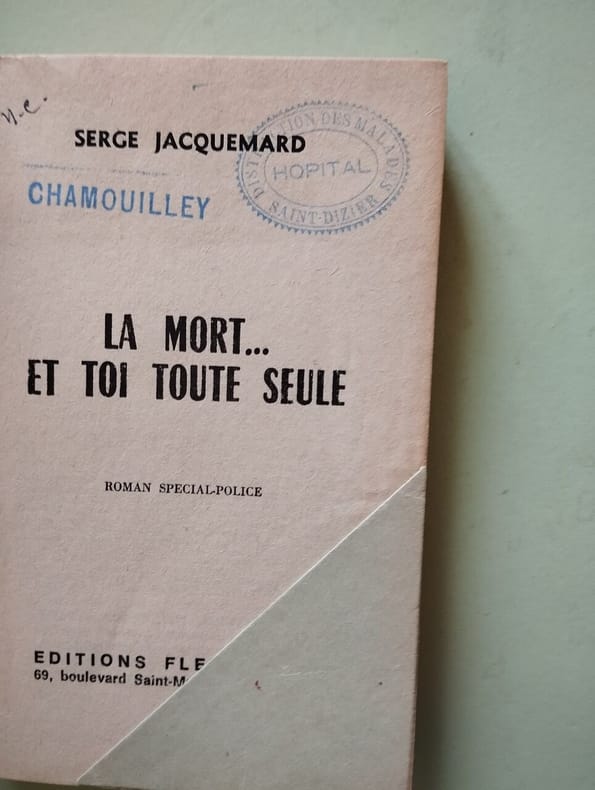 n.c.
SERGE JACQUEMARD
DISTRACTION DES MALADES
HOPITAL
SAINT-DIZIER
CHAMOUILLEY
LA MORT...
ET TOI TOUTE SEULE
ROMAN SPECIAL-POLICE
EDITIONS FLE
69, boulevard Saint-M